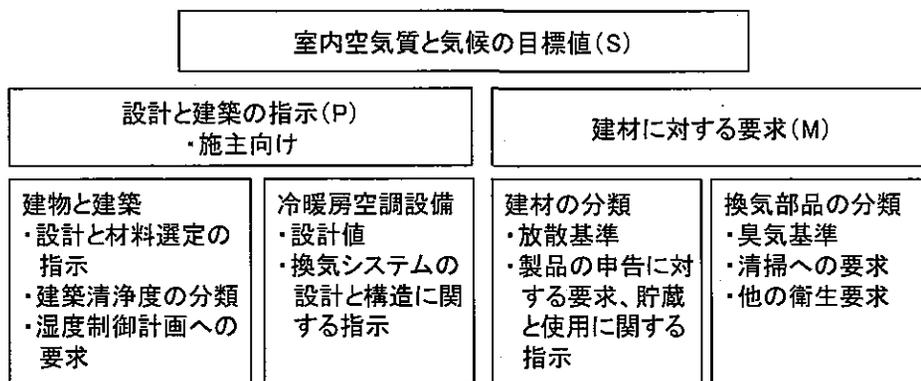 室内空気質と気候の目標値(S)
設計と建築の指示(P)
・施主向け
建材に対する要求(M)
建物と建築
・設計と材料選定の
指示
・建築清浄度の分類
・湿度制御計画への
要求
冷暖房空調設備
・設計値
・換気システムの
設計と構造に関
する指示
建材の分類
・放散基準
・製品の申告に対
する要求、貯蔵
と使用に関する
指示
換気部品の分類
・臭気基準
・清掃への要求
・他の衛生要求